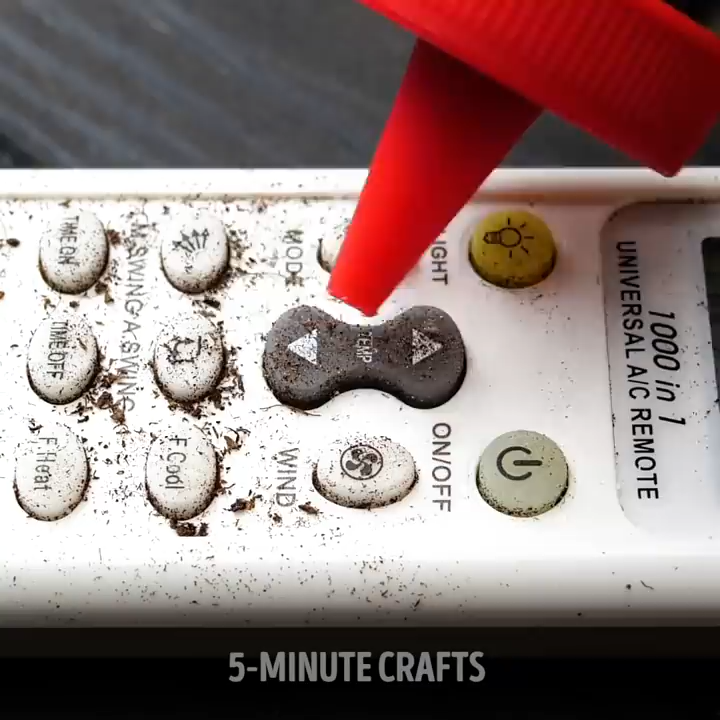 TIME ON
M.SWING
MODE
LIGHT
1000 in 1
UNIVERSAL A/C REMOTE
TIME OFF
A.SWING
TEMP
F.Heat
F.Cool
WIND
ON/OFF
5-MINUTE CRAFTS